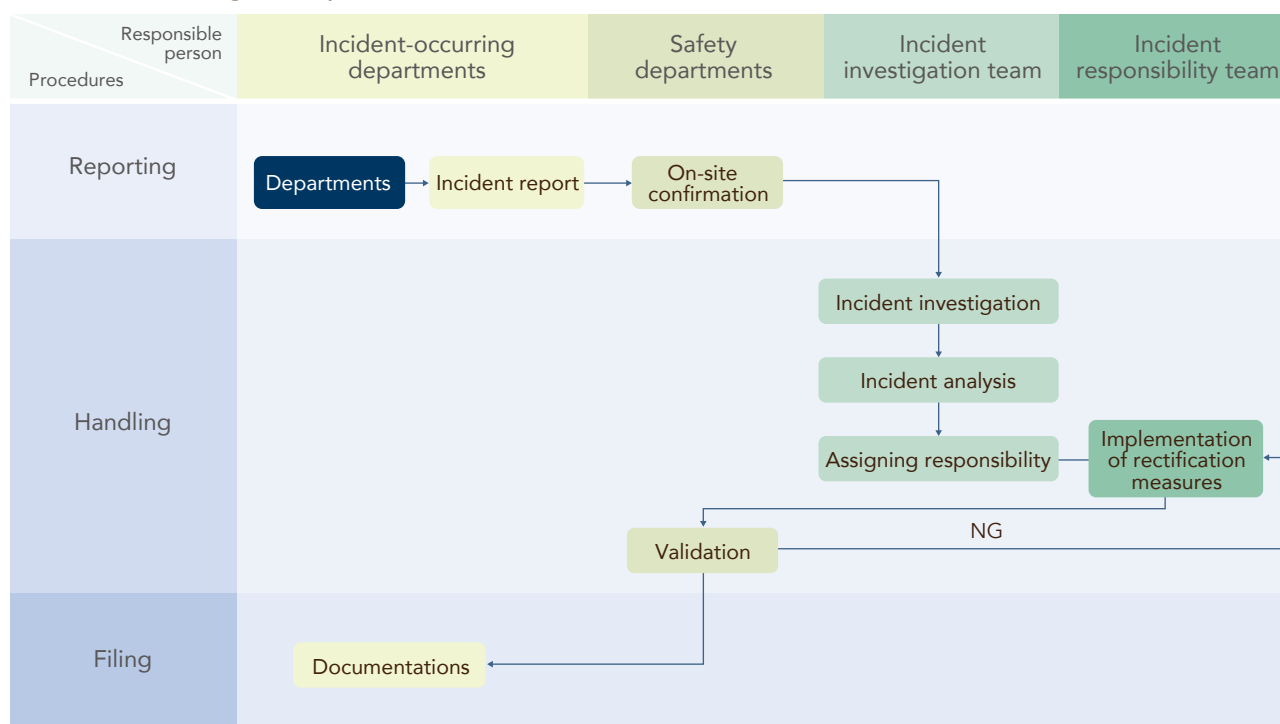 Responsible
person
Procedures
Incident-occurring
departments
Safety
departments
Incident
investigation team
Incident
responsibility team
Reporting
Departments
Incident report
On-site
confirmation
Handling
Incident investigation
Incident analysis
Assigning responsibility
Implementation
of rectification
measures
Validation
NG
Filing
Documentations